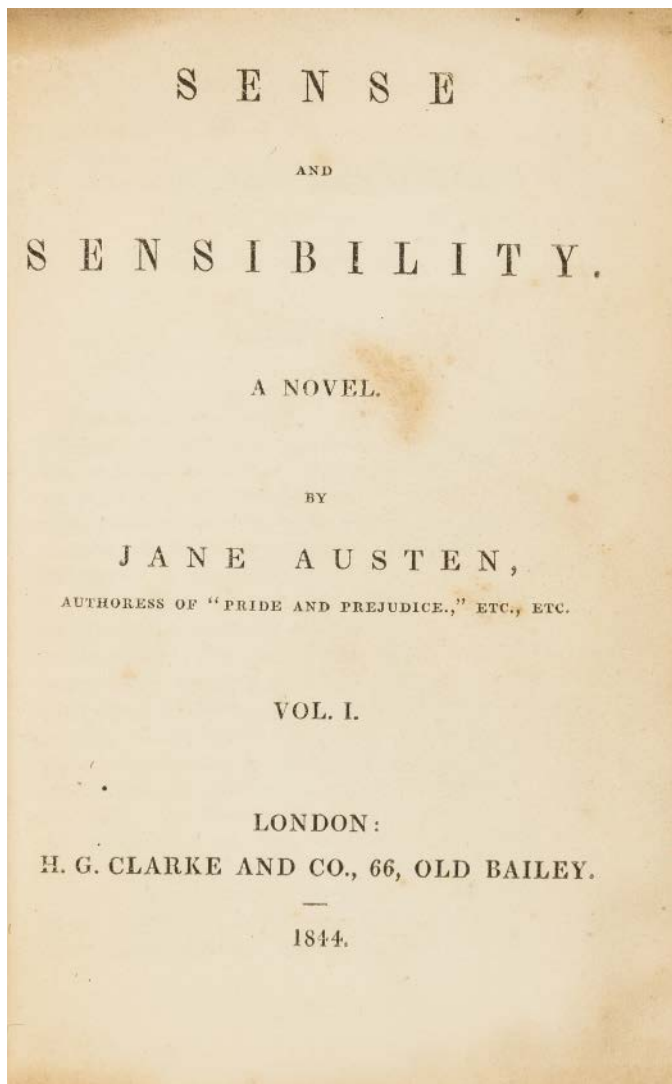 SENSE
AND
SENSIBILITY.
A NOVEL.
BY
JANE AUSTEN,
AUTHORESS OF “PRIDE AND PREJUDICE.,” ETC., ETC.
VOL. I.
LONDON:
H. G. CLARKE AND CO., 66, OLD BAILEY.
1844.